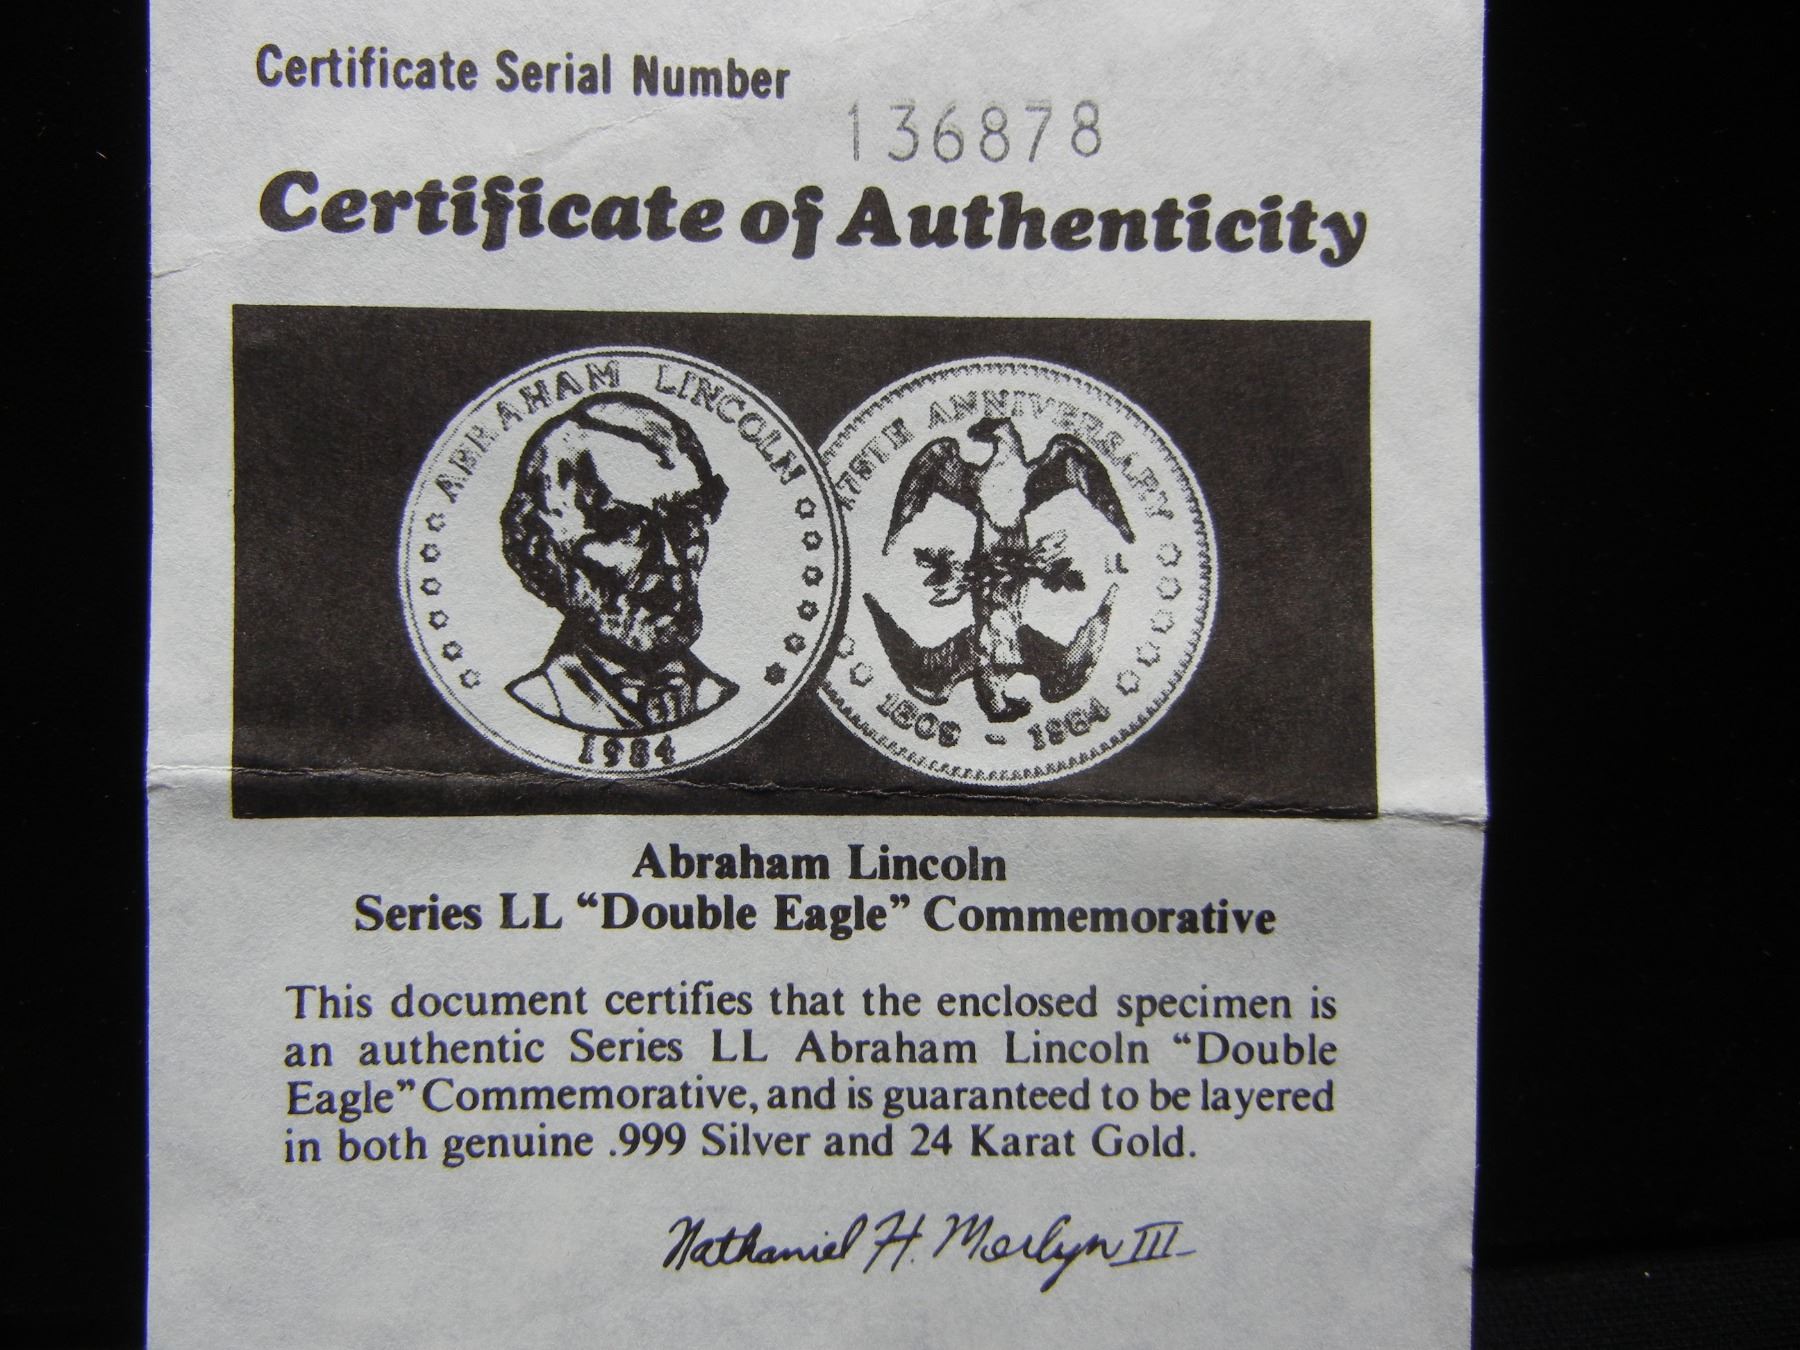 Certificate Serial Number
136878
Certificate of Authenticity
ABRAHAM LINCOLN
1984
175TH ANNIVERSARY
LL
1809 - 1984
Abraham Lincoln
Series LL “Double Eagle” Commemorative
This document certifies that the enclosed specimen is
an authentic Series LL Abraham Lincoln “Double
Eagle” Commemorative, and is guaranteed to be layered
in both genuine .999 Silver and 24 Karat Gold.
Nathaniel H. Merlyn III